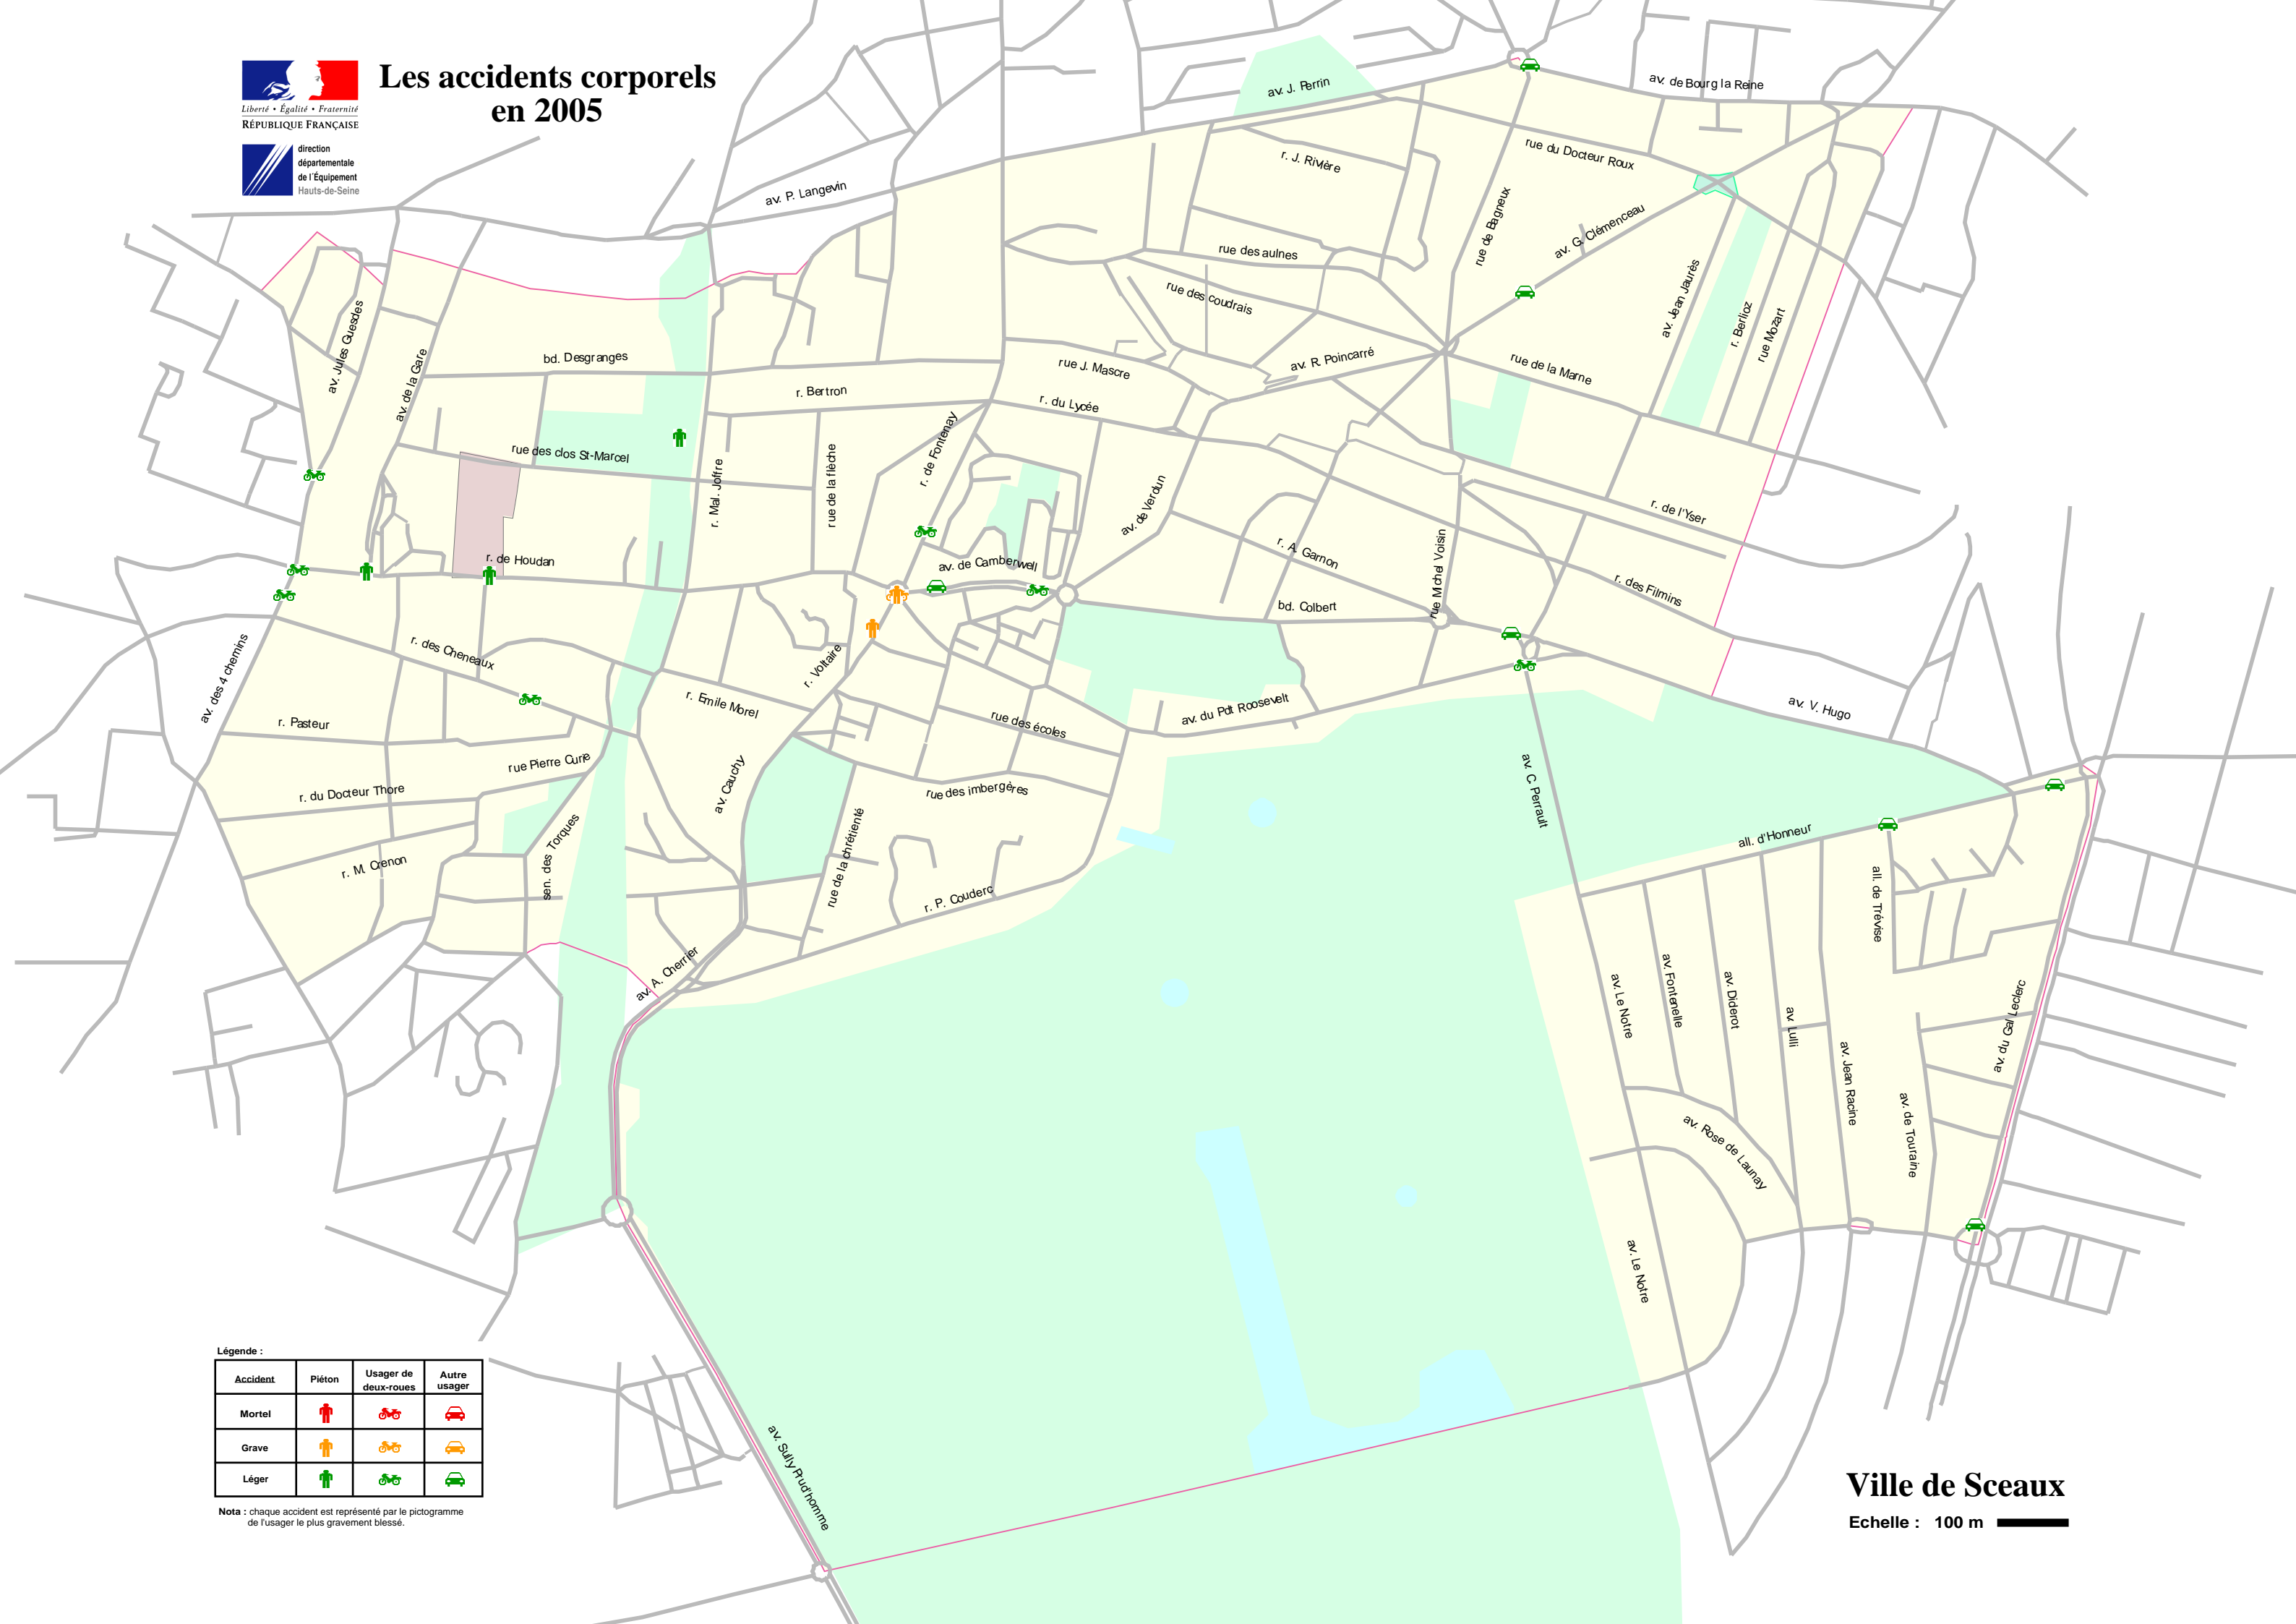 Liberté • Égalité • Fraternité
RÉPUBLIQUE FRANÇAISE
direction
départementale
de l'Équipement
Hauts-de-Seine
Les accidents corporels
en 2005
av. J. Perrin
av. de Bourg la Reine
av. P. Langevin
r. J. Rivière
rue du Docteur Roux
rue de Bagneux
av. G. Clémenceau
rue des aulnes
rue des coudrais
av. Jean Jaurès
r. Berlioz
rue Mozart
av. Jules Guesdes
av. de la Gare
bd. Desgranges
r. Bertron
rue J. Mascre
av. R. Poincarré
rue de la Marne
r. du Lycée
r. de Fontenay
rue des clos St-Marcel
r. Mal. Joffre
rue de la flèche
av. de Verdun
r. de l'Yser
r. de Houdan
av. de Camberwell
r. A. Garnon
rue Michel Voisin
r. des Filmins
bd. Colbert
av. des 4 chemins
r. des Cheneaux
r. Voltaire
r. Emile Morel
r. Pasteur
rue des écoles
av. du Pdt Roosevelt
av. V. Hugo
rue Pierre Curie
r. du Docteur Thore
av. Cauchy
rue des imbergères
av. C. Perrault
r. M. Crenon
sen. des Torques
rue de la chrétienté
r. P. Couderc
all. d'Honneur
all. de Trévise
av. A. Cherrier
av. Le Notre
av. Fontenelle
av. Diderot
av. Lulli
av. Jean Racine
av. du Gal Leclerc
av. de Touraine
av. Rose de Launay
av. Le Notre
av. Sully Prud'homme
Légende :
Accident Piéton Usager de deux-roues Autre usager
Mortel
Grave
Léger
Nota : chaque accident est représenté par le pictogramme
de l'usager le plus gravement blessé.
Ville de Sceaux
Echelle : 100 m